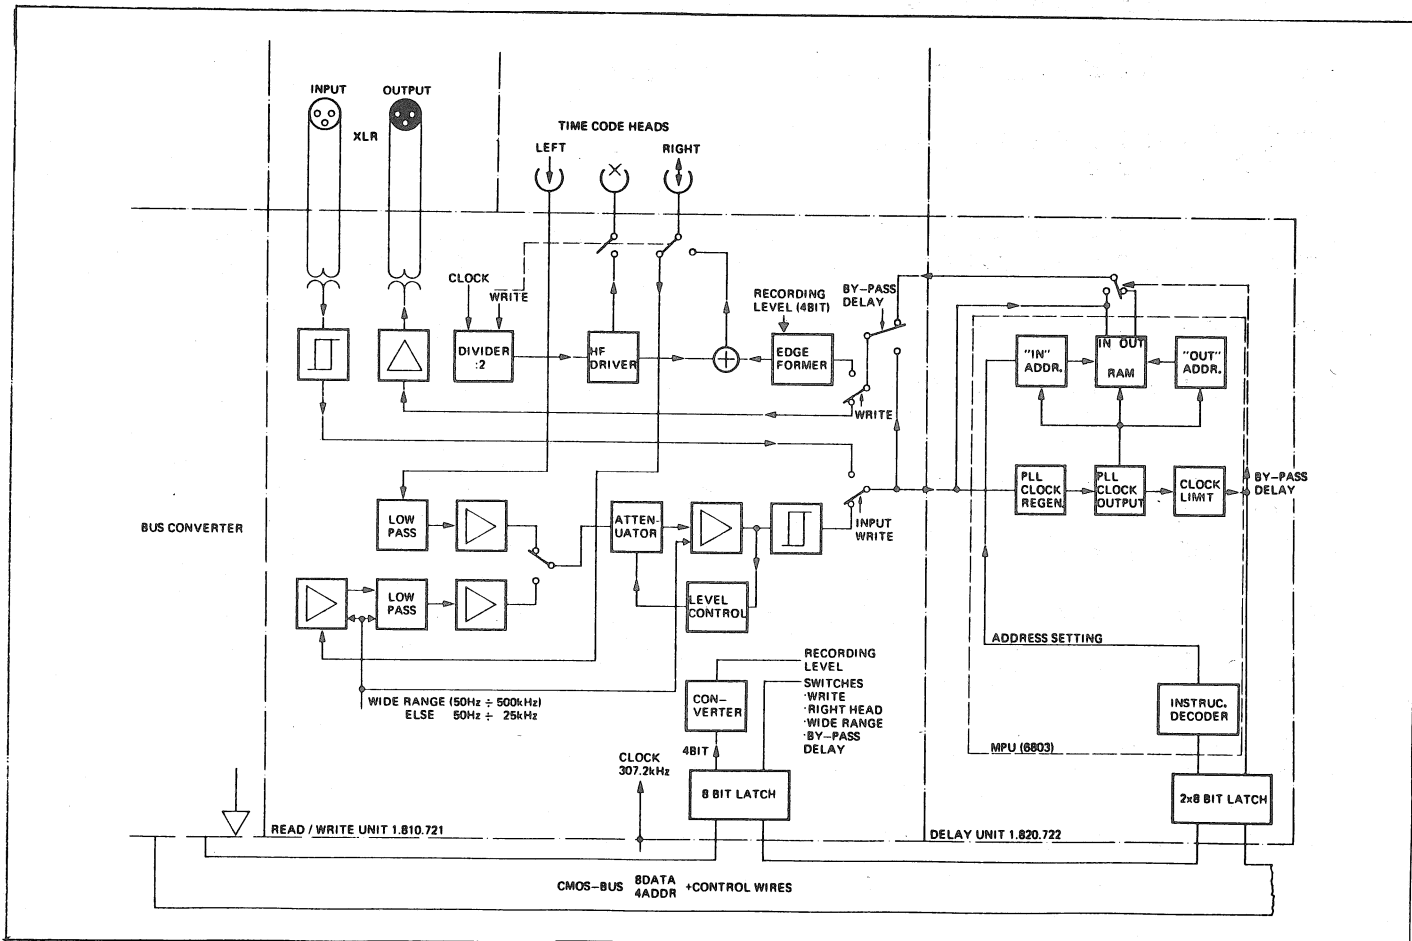 INPUT
OUTPUT
XLR
TIME CODE HEADS
LEFT
RIGHT
CLOCK
WRITE
RECORDING
LEVEL (4BIT)
BY-PASS
DELAY
DIVIDER
:2
HF
DRIVER
EDGE
FORMER
WRITE
"IN"
ADDR.
IN OUT
RAM
"OUT"
ADDR.
LOW
PASS
ATTEN-
UATOR
INPUT
WRITE
PLL
CLOCK
REGEN.
PLL
CLOCK
OUTPUT
CLOCK
LIMIT
BY-PASS
DELAY
BUS CONVERTER
LOW
PASS
LEVEL
CONTROL
ADDRESS SETTING
WIDE RANGE (50Hz ÷ 500kHz)
ELSE 50Hz ÷ 25kHz
CON-
VERTER
RECORDING
LEVEL
SWITCHES
·WRITE
·RIGHT HEAD
·WIDE RANGE
·BY-PASS
DELAY
INSTRUC.
DECODER
MPU (6803)
4BIT
CLOCK
307.2kHz
8 BIT LATCH
2x8 BIT LATCH
READ / WRITE UNIT 1.810.721
DELAY UNIT 1.820.722
CMOS-BUS 8DATA
4ADDR +CONTROL WIRES